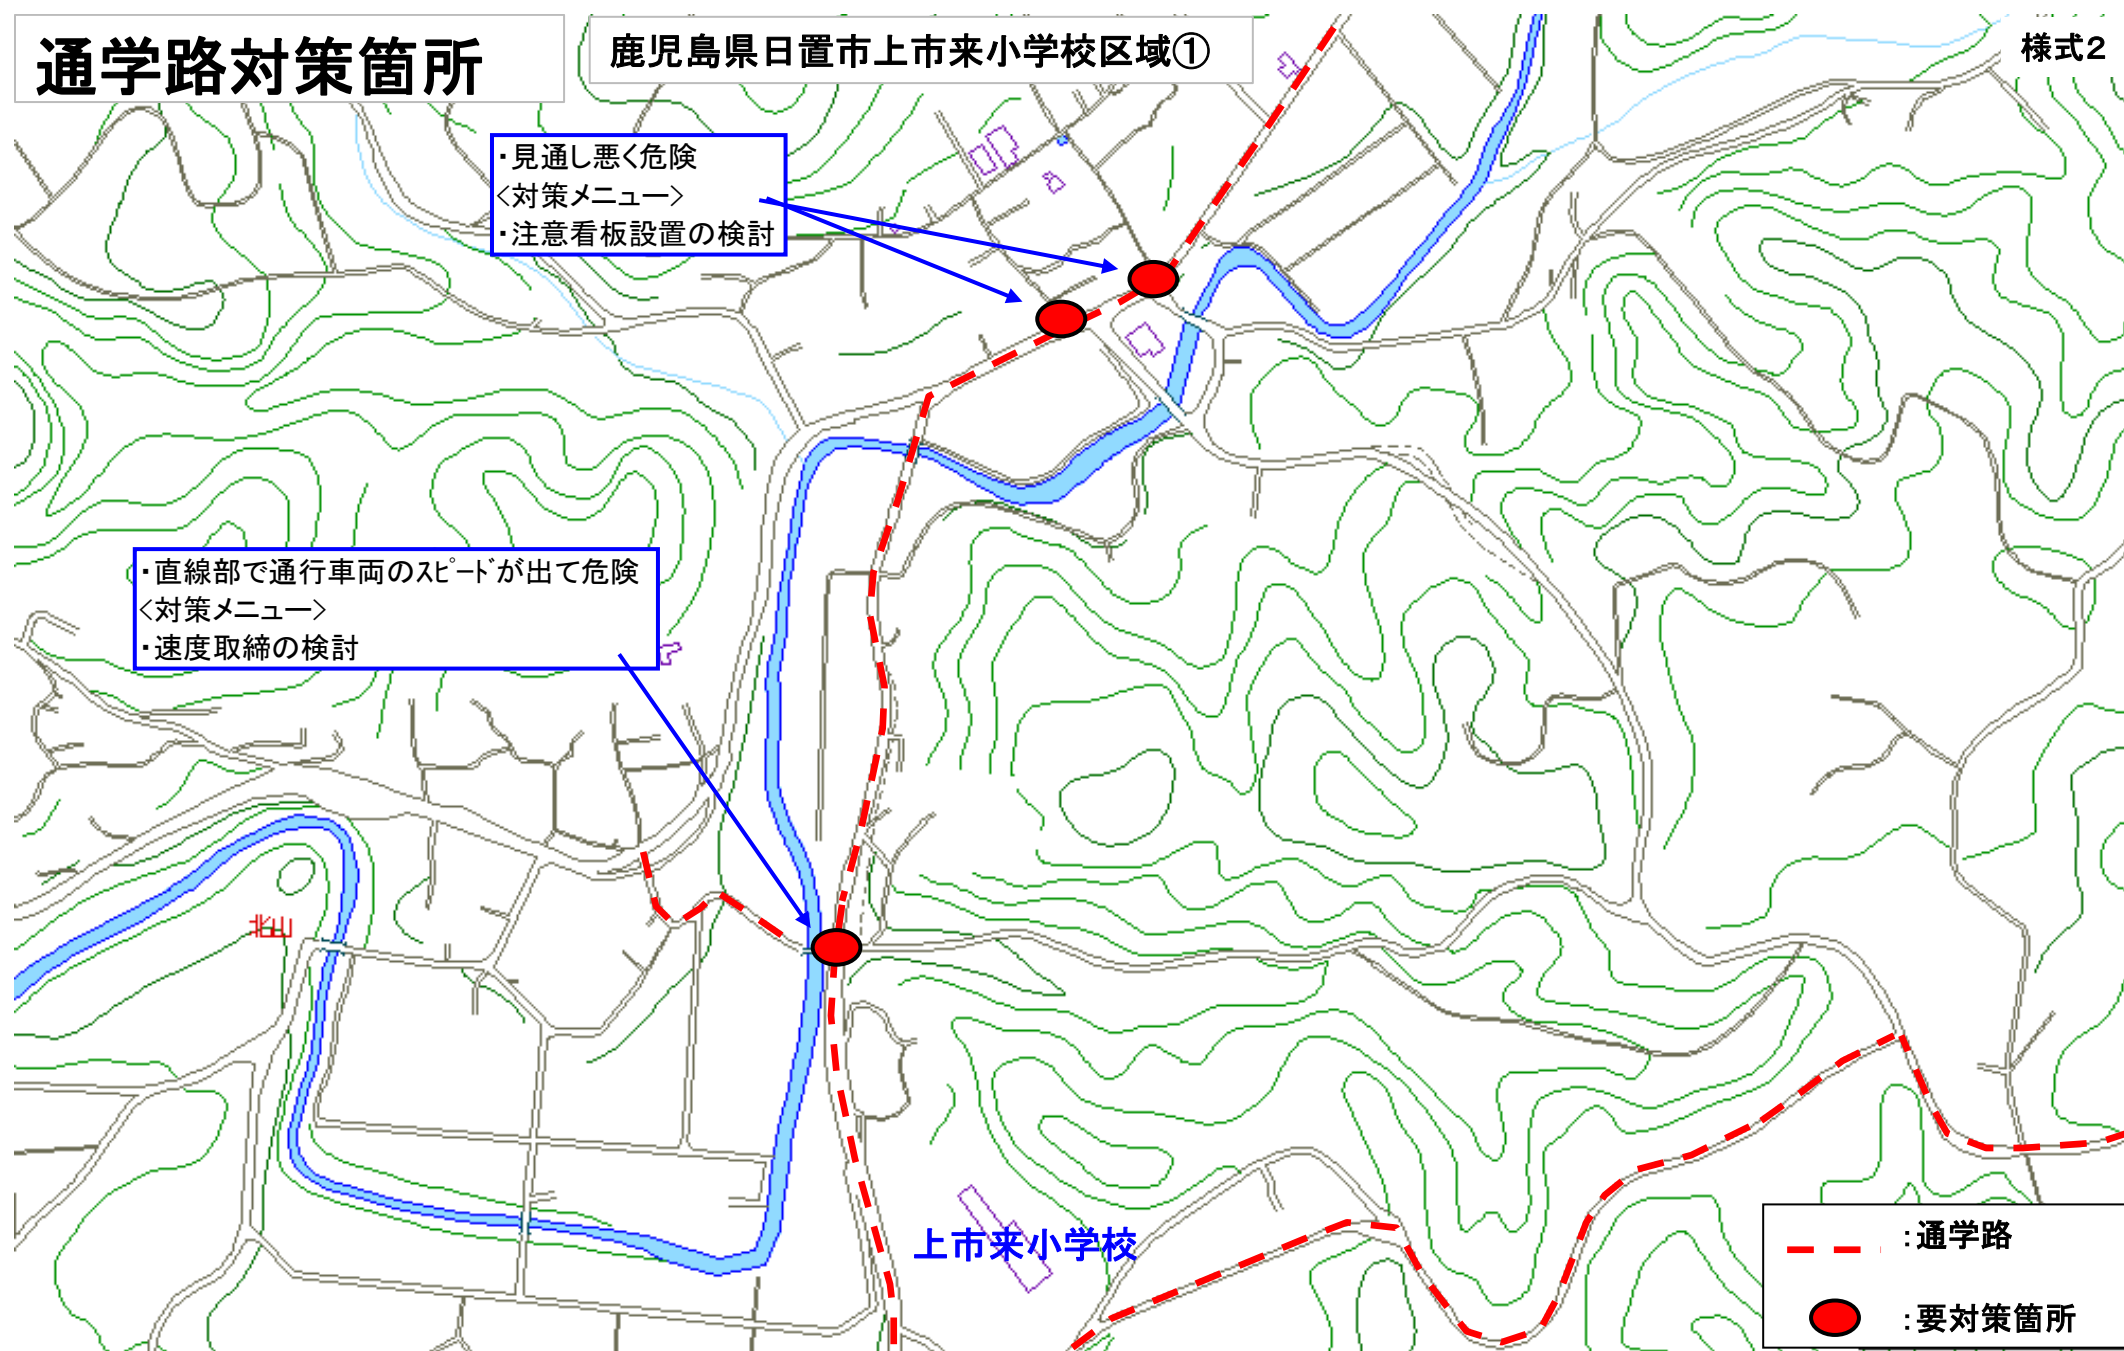 通学路対策箇所
鹿児島県日置市上市来小学校区域①
様式2
・見通し悪く危険
<対策メニュー>
・注意看板設置の検討
・直線部で通行車両のｽﾋﾟｰﾄﾞが出て危険
<対策メニュー>
・速度取締の検討
上市来小学校
:通学路
:要対策箇所